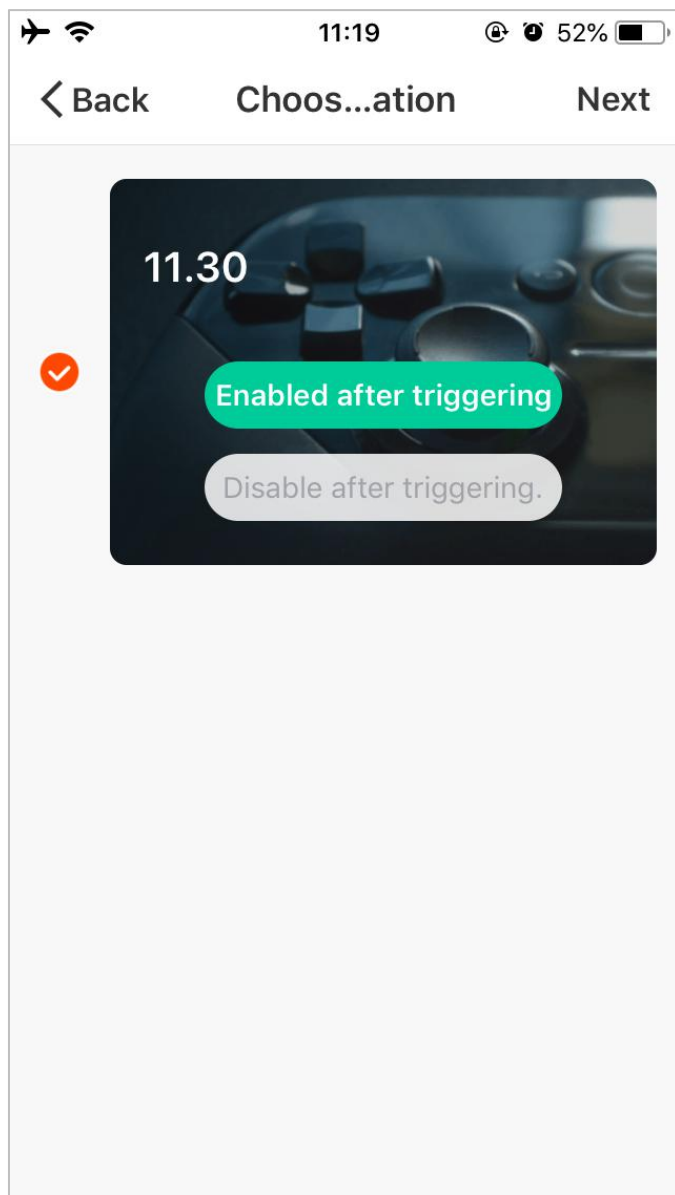 11:19 52%
Back Choos...ation Next
11.30
Enabled after triggering
Disable after triggering.